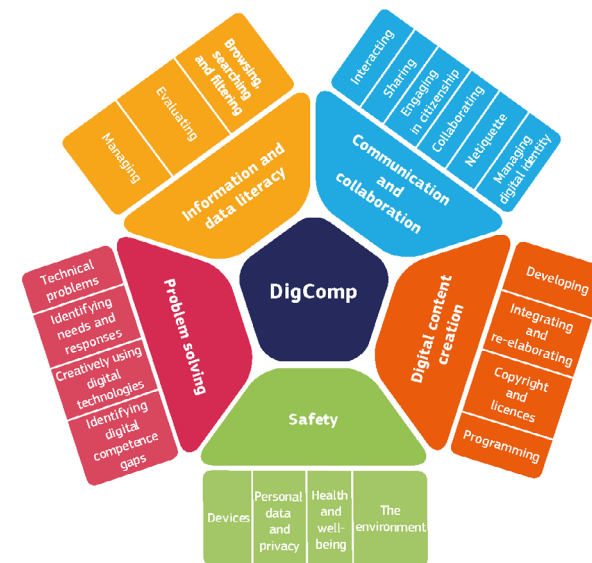 Browsing,
searching
and filtering
Evaluating
Managing
Information and
data literacy
Interacting
Sharing
Engaging
in citizenship
Collaborating
Netiquette
Managing
digital identity
Communication
and
collaboration
DigComp
Developing
Integrating
and
re-elaborating
Copyright
and
licences
Programming
Digital content
creation
Safety
Devices
Personal
data
and
privacy
Health
and
well-
being
The
environment
Problem solving
Technical
problems
Identifying
needs and
responses
Creatively using
digital
technologies
Identifying
digital
competence
gaps